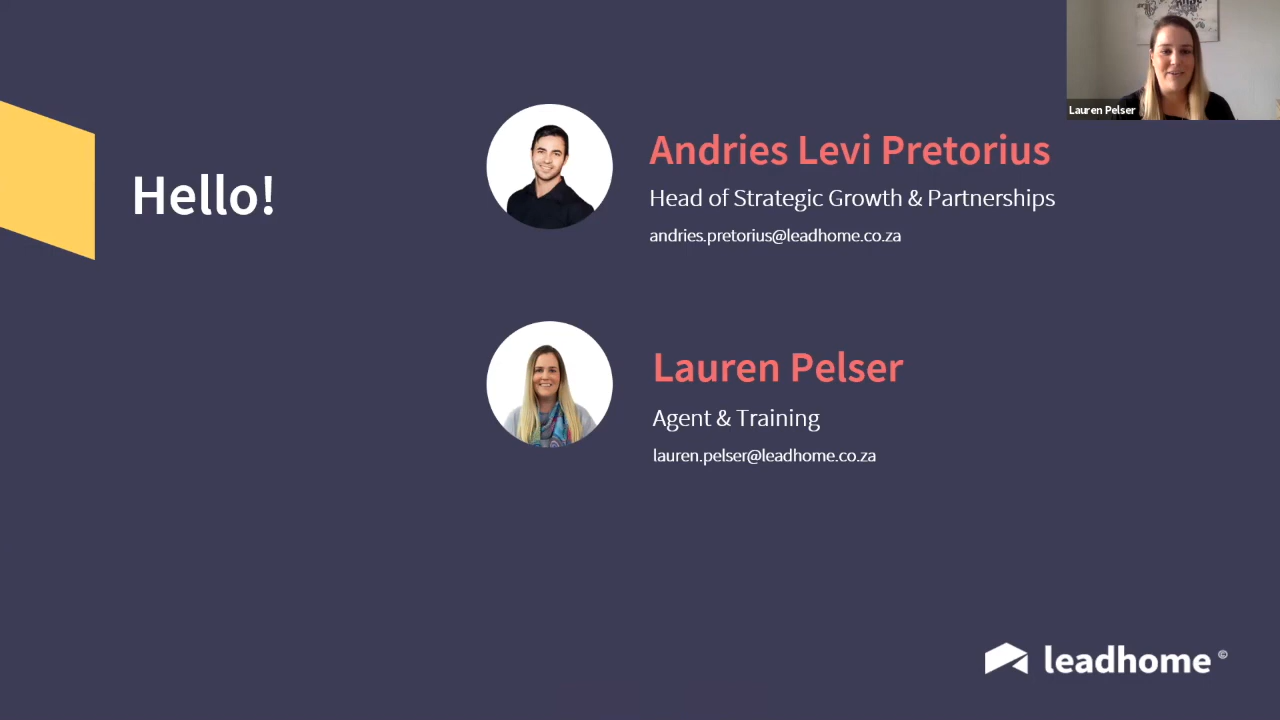 Lauren Pelser
Hello!
Andries Levi Pretorius
Head of Strategic Growth & Partnerships
andries.pretorius@leadhome.co.za
Lauren Pelser
Agent & Training
lauren.pelser@leadhome.co.za
leadhome ©